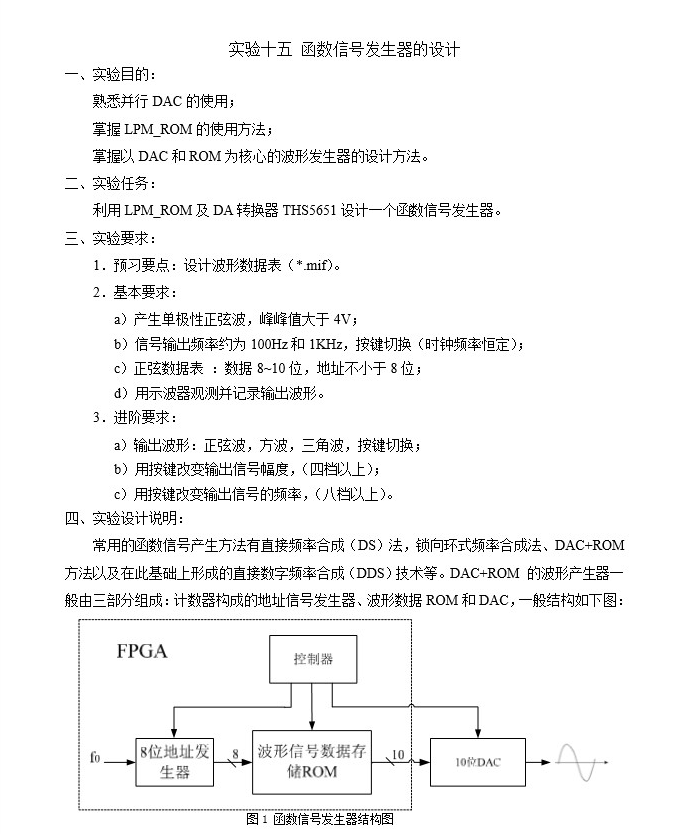 实验十五 函数信号发生器的设计
一、实验目的：
熟悉并行 DAC 的使用；
掌握 LPM_ROM 的使用方法；
掌握以 DAC 和 ROM 为核心的波形发生器的设计方法。
二、实验任务：
利用 LPM_ROM 及 DA 转换器 THS5651 设计一个函数信号发生器。
三、实验要求：
1．预习要点：设计波形数据表（*.mif）。
2．基本要求：
a）产生单极性正弦波，峰峰值大于 4V；
b）信号输出频率约为 100Hz 和 1KHz，按键切换（时钟频率恒定）；
c）正弦数据表 ：数据 8~10 位，地址不小于 8 位；
d）用示波器观测并记录输出波形。
3．进阶要求：
a）输出波形：正弦波，方波，三角波，按键切换；
b）用按键改变输出信号幅度，（四档以上）；
c）用按键改变输出信号的频率，（八档以上）。
四、实验设计说明：
常用的函数信号产生方法有直接频率合成（DS）法，锁向环式频率合成法、DAC+ROM
方法以及在此基础上形成的直接数字频率合成（DDS）技术等。DAC+ROM 的波形产生器一
般由三部分组成：计数器构成的地址信号发生器、波形数据 ROM 和 DAC，一般结构如下图：
FPGA
控制器
f0
8位地址发
生器
8
波形信号数据存
储ROM
10
10位DAC
图 1 函数信号发生器结构图